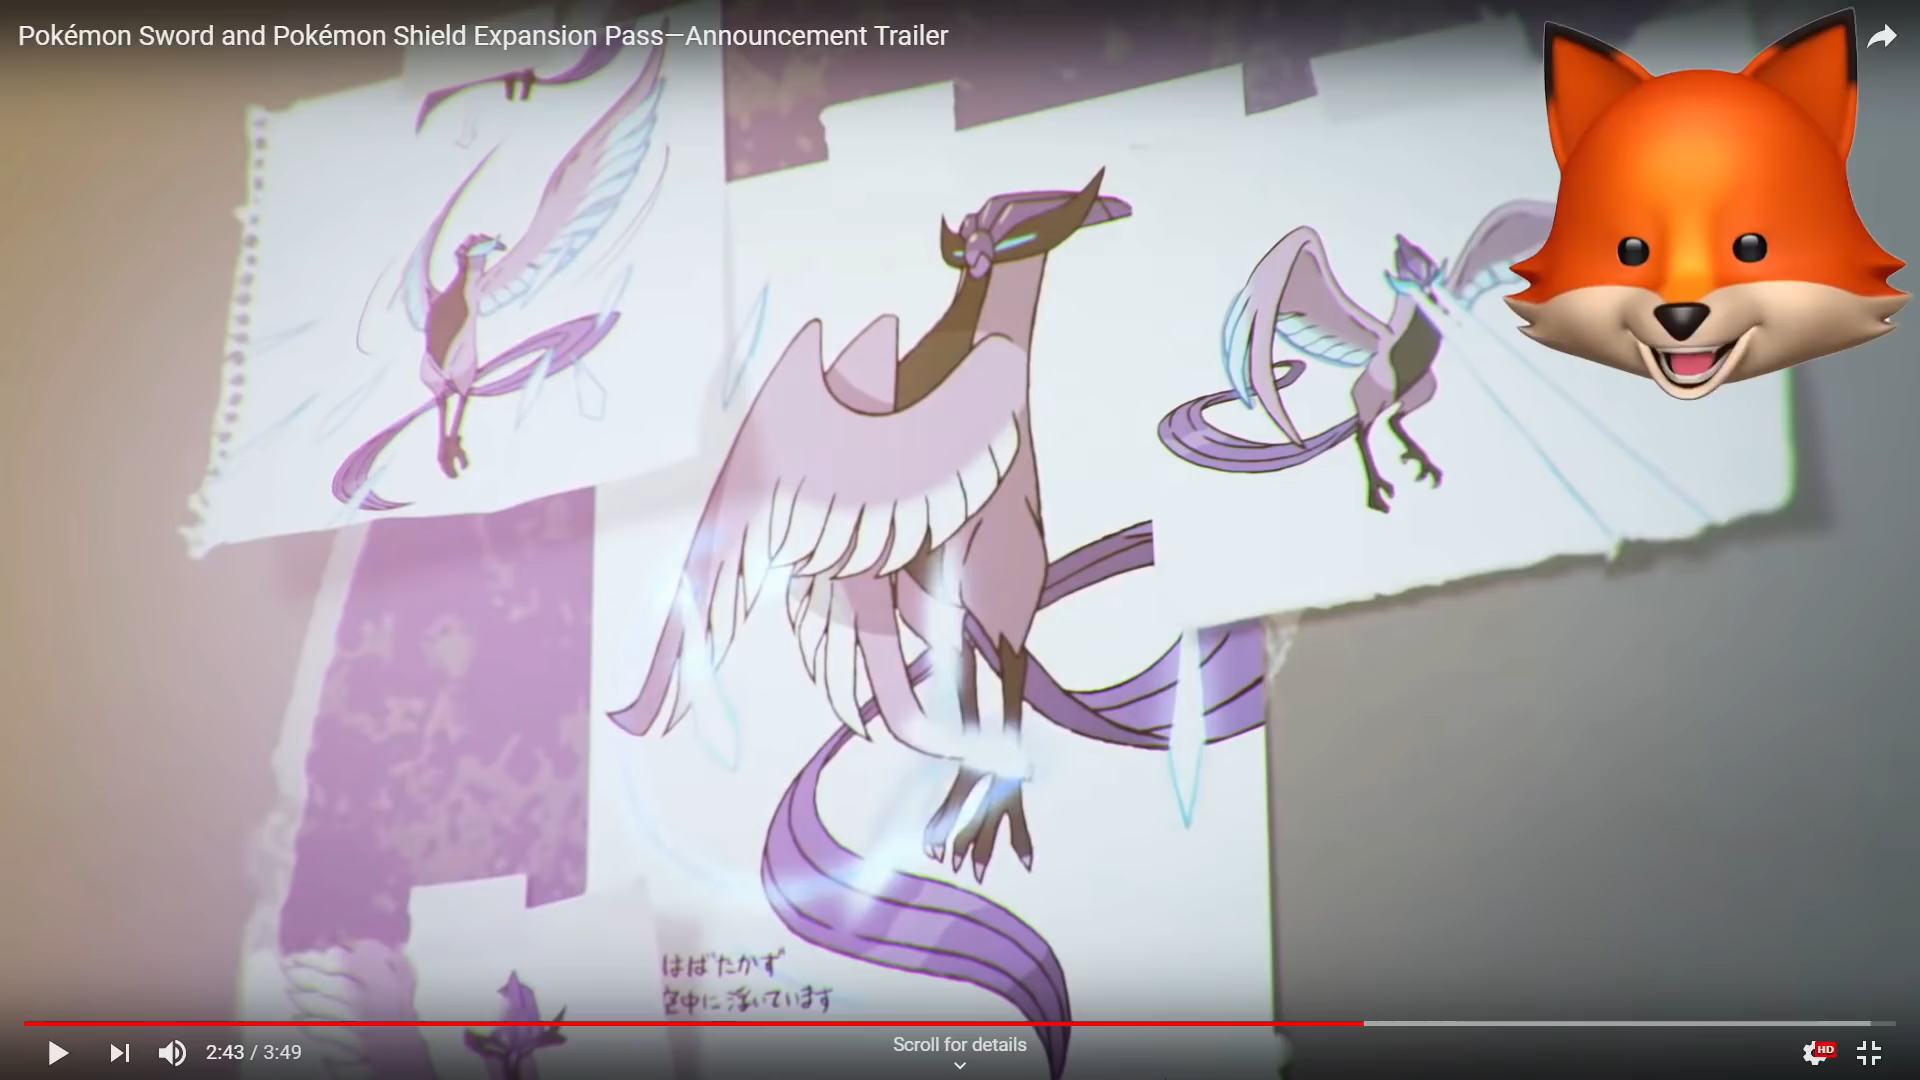 Pokémon Sword and Pokémon Shield Expansion Pass—Announcement Trailer
はばたかず
空中に浮いています
2:43 / 3:49
Scroll for details
HD